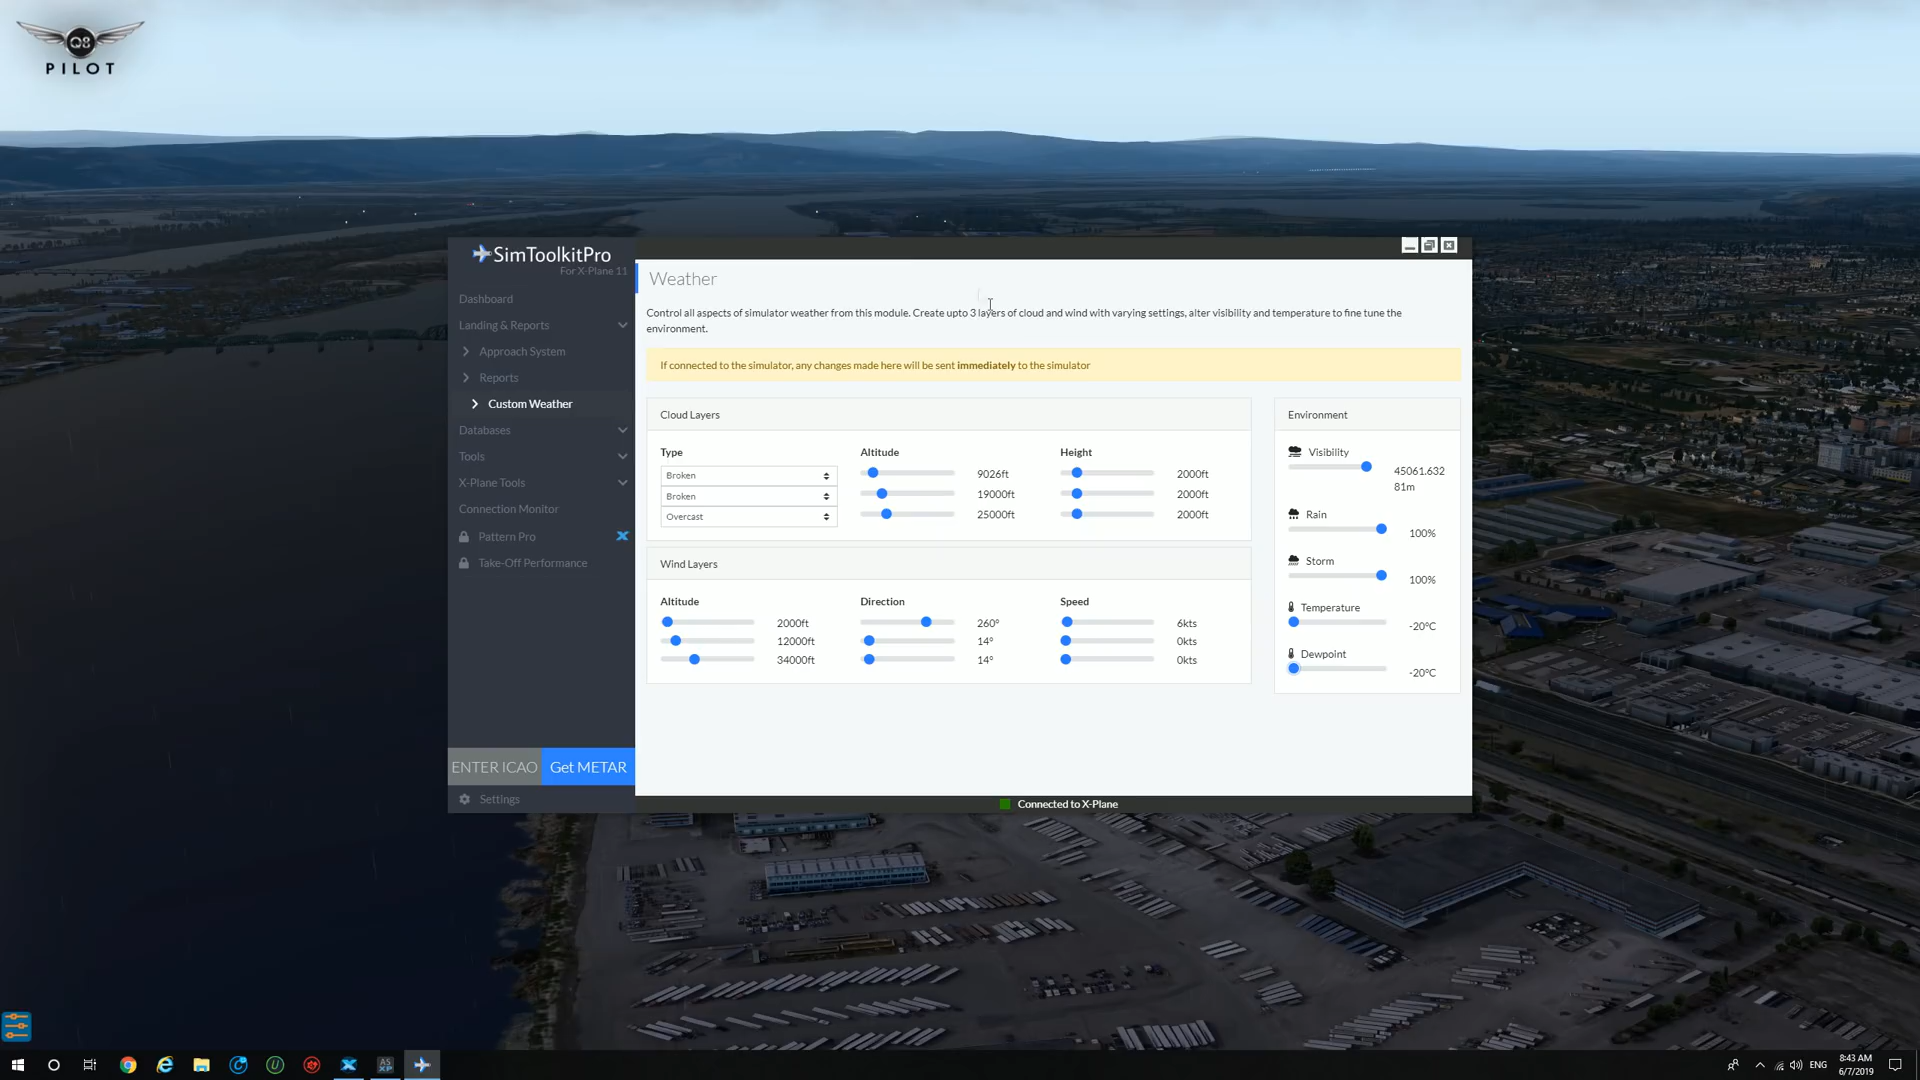 Q8
PILOT
SimToolkitPro
For X-Plane 11
Dashboard
Landing & Reports
Approach System
Reports
Custom Weather
Databases
Tools
X-Plane Tools
Connection Monitor
Pattern Pro
Take-Off Performance
ENTER ICAO
Get METAR
Settings
Weather
Control all aspects of simulator weather from this module. Create upto 3 layers of cloud and wind with varying settings, alter visibility and temperature to fine tune the
environment.
If connected to the simulator, any changes made here will be sent immediately to the simulator
Cloud Layers
Type Altitude Height
Broken 9026ft 2000ft
Broken 19000ft 2000ft
Overcast 25000ft 2000ft
Wind Layers
Altitude Direction Speed
2000ft 260° 6kts
12000ft 14° 0kts
34000ft 14° 0kts
Environment
Visibility
45061.632
81m
Rain
100%
Storm
100%
Temperature
-20°C
Dewpoint
-20°C
Connected to X-Plane
AS
XP
ENG
8:43 AM
6/7/2019